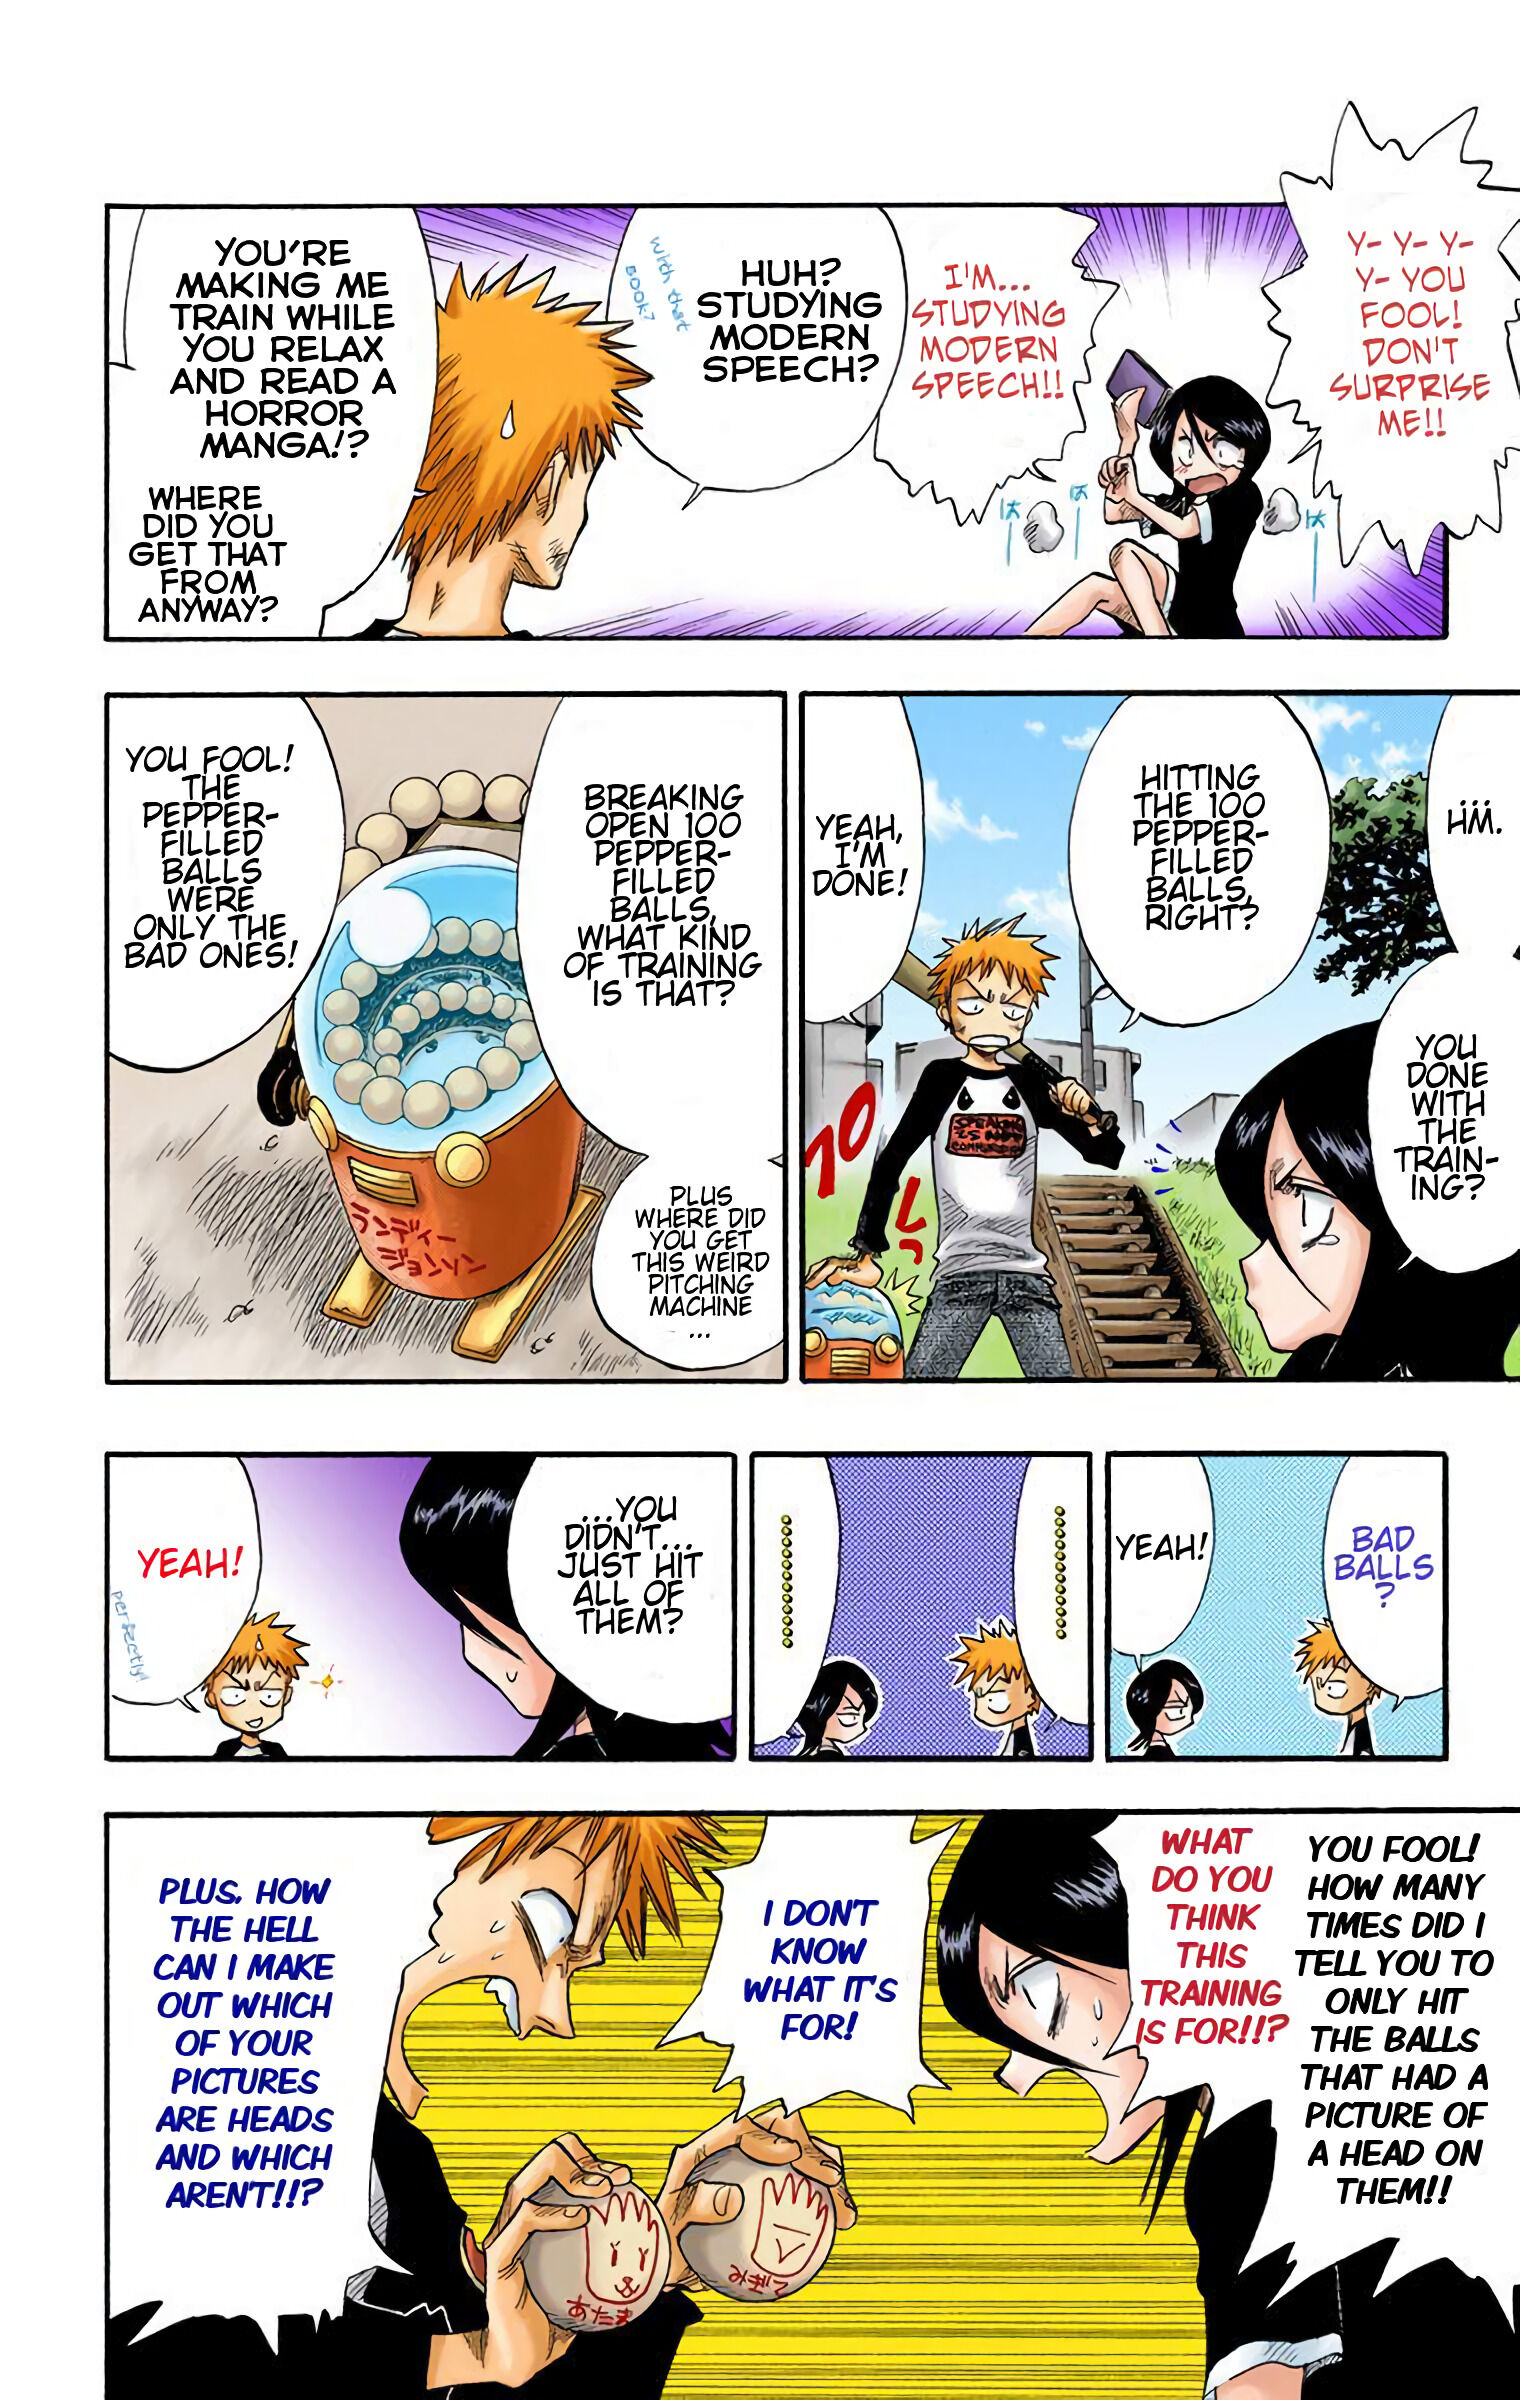 Y- Y- Y-
Y- YOU
FOOL!
DON'T
SURPRISE
ME!!
I'M...
STUDYING
MODERN
SPEECH!!
は
は
は
HUH?
STUDYING
MODERN
SPEECH?
with that
book?
YOU'RE
MAKING ME
TRAIN WHILE
YOU RELAX
AND READ A
HORROR
MANGA!?
WHERE
DID YOU
GET THAT
FROM
ANYWAY?
...
HM.
YOU
DONE
WITH
THE
TRAIN-
ING?
HITTING
THE 100
PEPPER-
FILLED
BALLS,
RIGHT?
YEAH,
I'M
DONE!
BREAKING
OPEN 100
PEPPER-
FILLED
BALLS,
WHAT KIND
OF TRAINING
IS THAT?
PLUS
WHERE DID
YOU GET
THIS WEIRD
PITCHING
MACHINE
...
YOU FOOL!
THE
PEPPER-
FILLED
BALLS
WERE
ONLY THE
BAD ONES!
ランディー
ジョンソン
BAD
BALLS
?
YEAH!
...YOU
DIDN'T...
JUST HIT
ALL OF
THEM?
YEAH!
perfectly!
YOU FOOL!
HOW MANY
TIMES DID I
TELL YOU TO
ONLY HIT
THE BALLS
THAT HAD A
PICTURE OF
A HEAD ON
THEM!!
WHAT
DO YOU
THINK
THIS
TRAINING
IS FOR!!?
I DON'T
KNOW
WHAT IT'S
FOR!
PLUS, HOW
THE HELL
CAN I MAKE
OUT WHICH
OF YOUR
PICTURES
ARE HEADS
AND WHICH
AREN'T!!?
みぎて
あたま